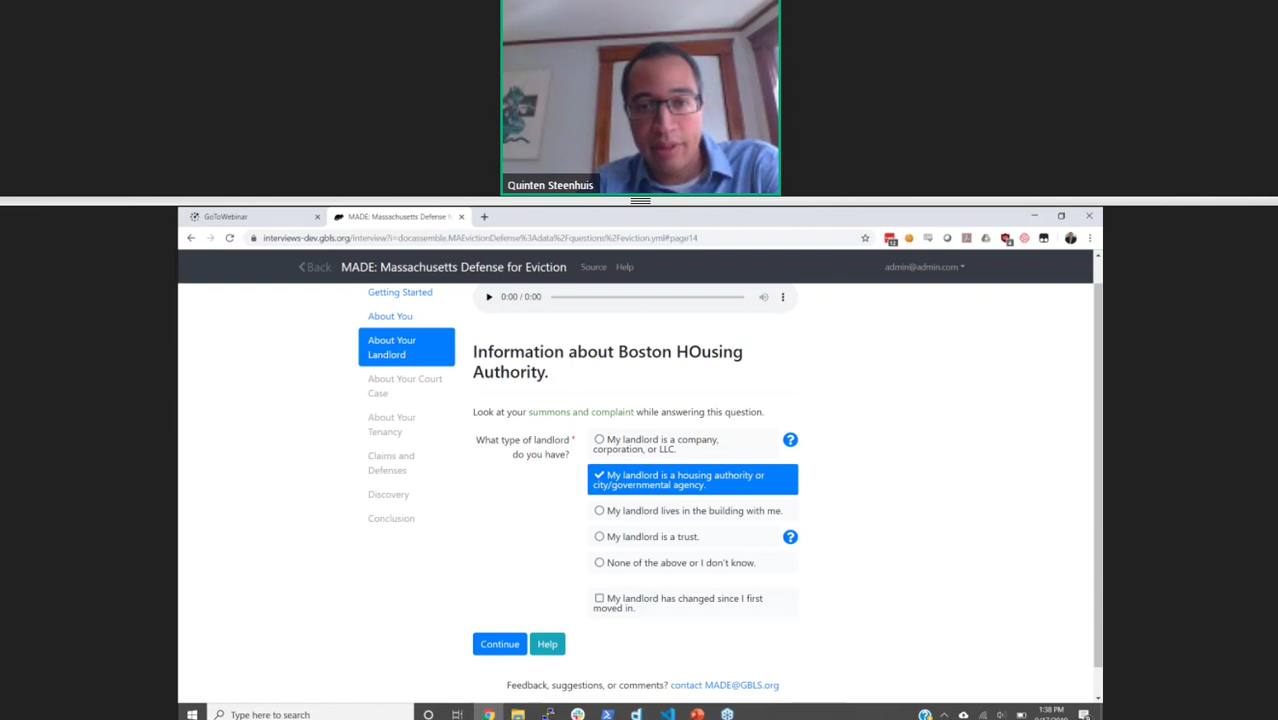 Quinten Steenhuis
GoToWebinar
MADE: Massachusetts Defense f
interviews-dev.gbls.org/interview?i=docassemble.MAEvictionDefense%3Adata%2Fquestions%2Feviction.yml#page14
Back
MADE: Massachusetts Defense for Eviction
Source
Help
admin@admin.com
Getting Started
About You
About Your
Landlord
About Your Court
Case
About Your
Tenancy
Claims and
Defenses
Discovery
Conclusion
0:00 / 0:00
Information about Boston HOusing
Authority.
Look at your summons and complaint while answering this question.
What type of landlord *
do you have?
My landlord is a company,
corporation, or LLC.
My landlord is a housing authority or
city/governmental agency.
My landlord lives in the building with me.
My landlord is a trust.
None of the above or I don't know.
My landlord has changed since I first
moved in.
Continue
Help
Feedback, suggestions, or comments? contact MADE@GBLS.org
Type here to search
1:38 PM